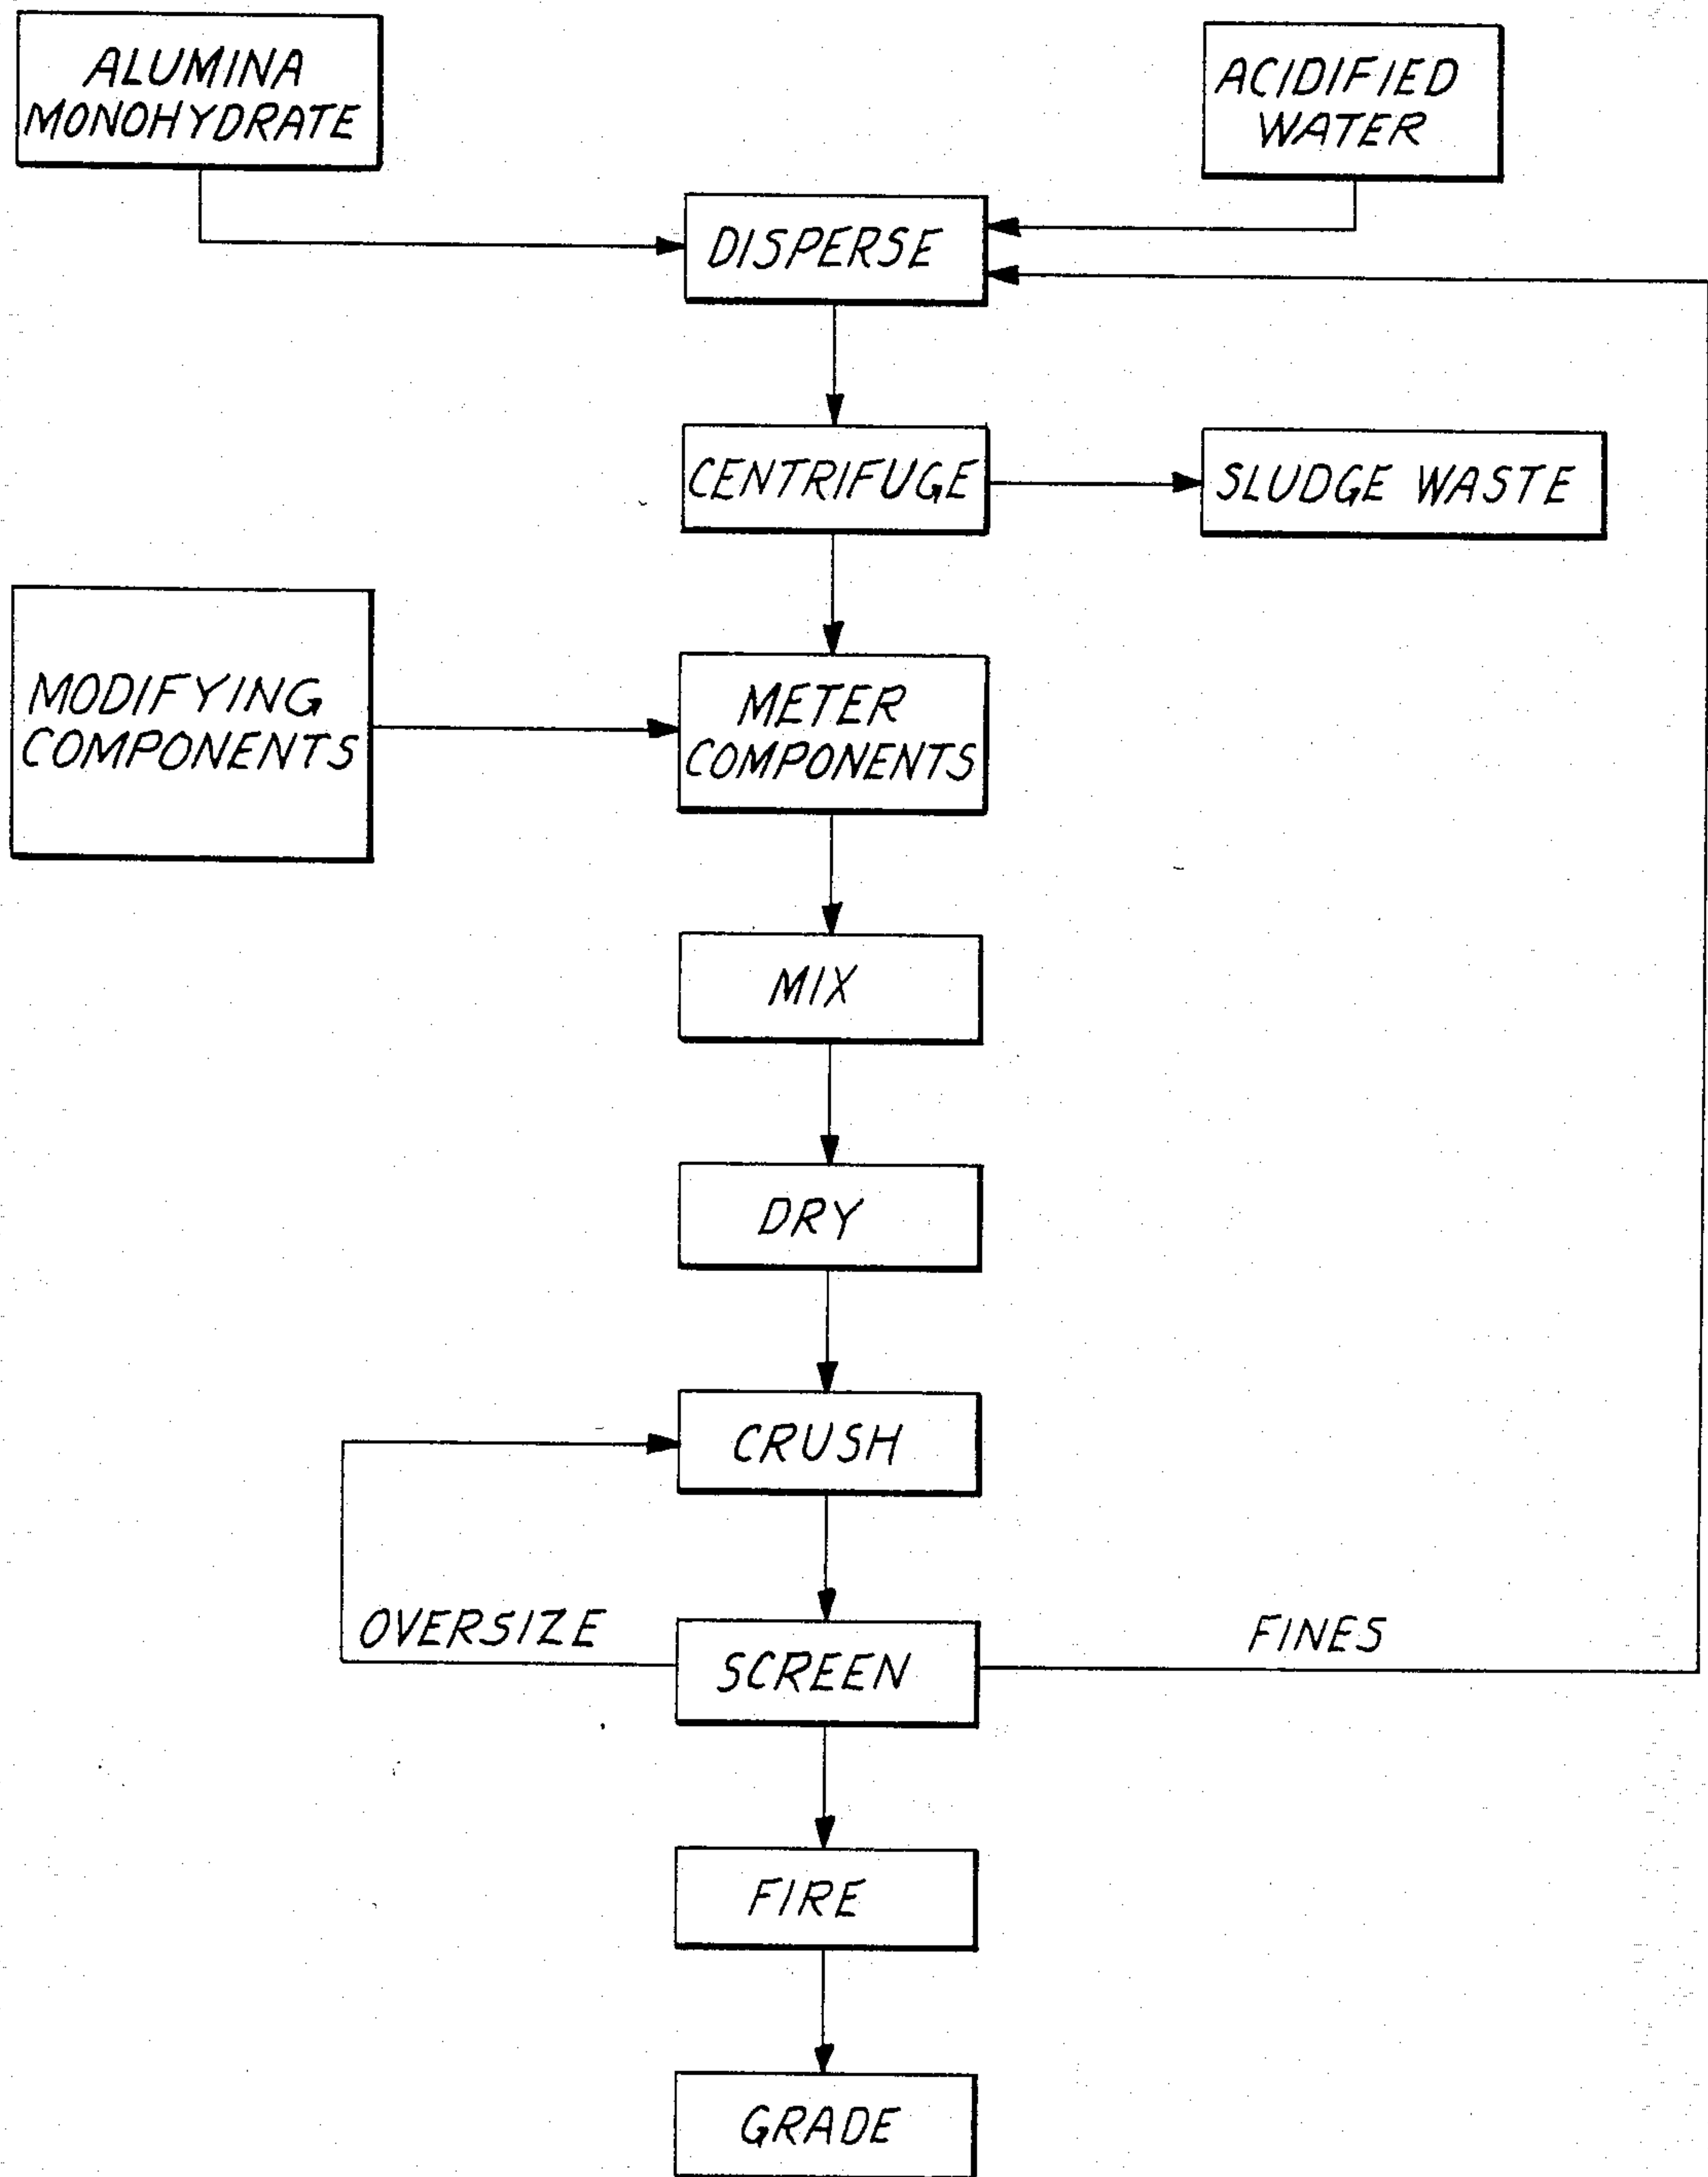 ALUMINA
MONOHYDRATE
ACIDIFIED
WATER
DISPERSE
CENTRIFUGE
SLUDGE WASTE
MODIFYING
COMPONENTS
METER
COMPONENTS
MIX
DRY
CRUSH
OVERSIZE
SCREEN
FINES
FIRE
GRADE